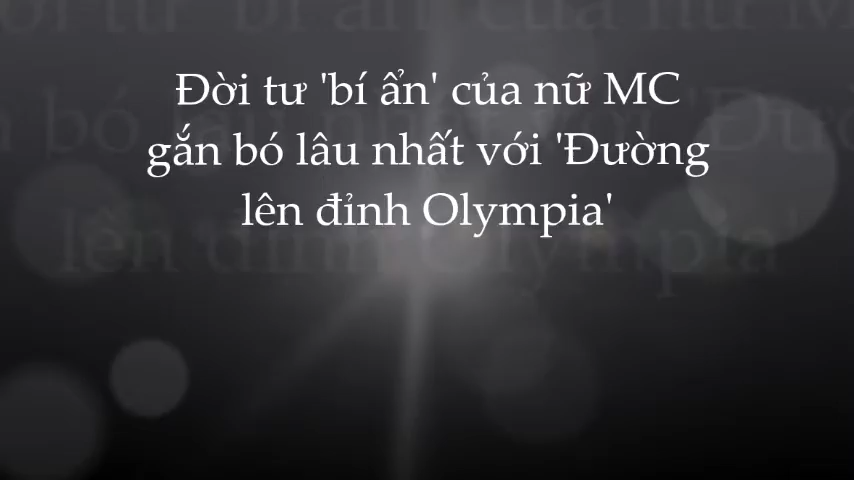 Đời tư 'bí ẩn' của nữ MC
gắn bó lâu nhất với 'Đường
lên đỉnh Olympia'